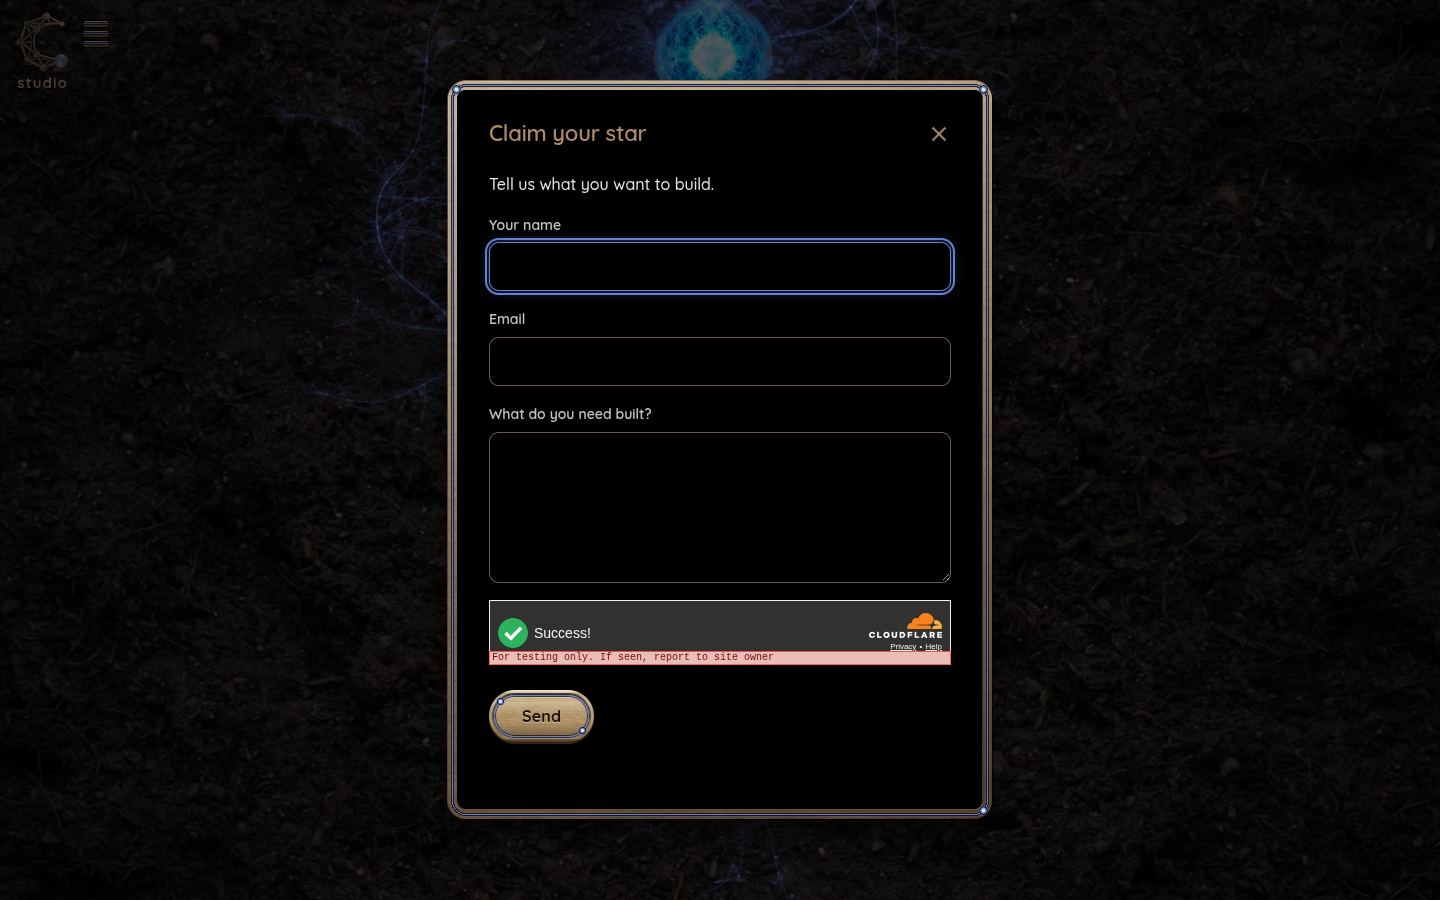 studio
Claim your star
Tell us what you want to build.
Your name
Email
What do you need built?
Success!
CLOUDFLARE
Privacy • Help
For testing only. If seen, report to site owner
Send